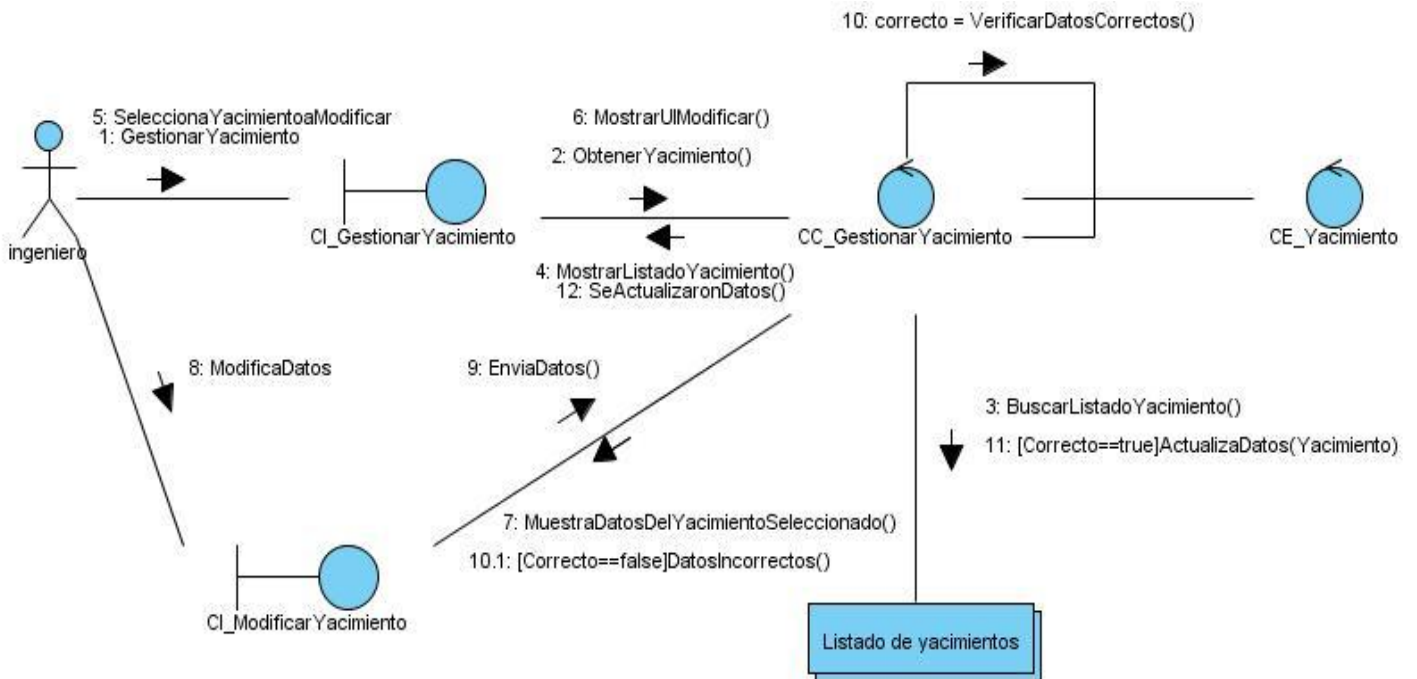 10: correcto = VerificarDatosCorrectos()
5: SeleccionaYacimientoaModificar
1: GestionarYacimiento
6: MostrarUIModificar()
2: ObtenerYacimiento()
ingeniero
CI_GestionarYacimiento
CC_GestionarYacimiento
CE_Yacimiento
4: MostrarListadoYacimiento()
12: SeActualizaronDatos()
8: ModificaDatos
9: EnviaDatos()
3: BuscarListadoYacimiento()
11: [Correcto==true]ActualizaDatos(Yacimiento)
7: MuestraDatosDelYacimientoSeleccionado()
10.1: [Correcto==false]DatosIncorrectos()
CI_ModificarYacimiento
Listado de yacimientos